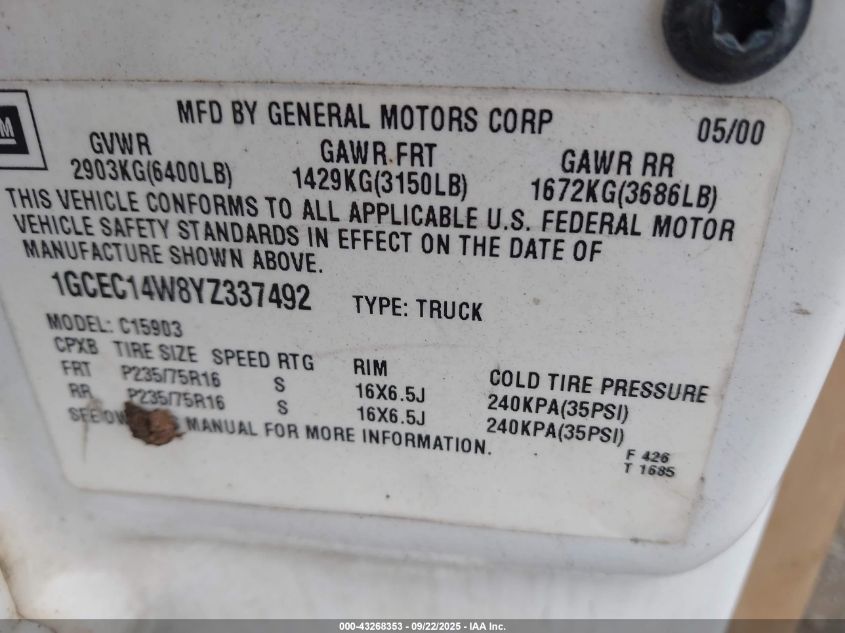 GM
MFD BY GENERAL MOTORS CORP 05/00
GVWR GAWR FRT GAWR RR
2903KG(6400LB) 1429KG(3150LB) 1672KG(3686LB)
THIS VEHICLE CONFORMS TO ALL APPLICABLE U.S. FEDERAL MOTOR
VEHICLE SAFETY STANDARDS IN EFFECT ON THE DATE OF
MANUFACTURE SHOWN ABOVE.
1GCEC14W8YZ337492 TYPE: TRUCK
MODEL: C15903
CPXB TIRE SIZE SPEED RTG RIM COLD TIRE PRESSURE
FRT P235/75R16 S 16X6.5J 240KPA(35PSI)
RR P235/75R16 S 16X6.5J 240KPA(35PSI)
SEE MANUAL FOR MORE INFORMATION.
F 426
T 1685
000-43268353 - 09/22/2025 - IAA Inc.